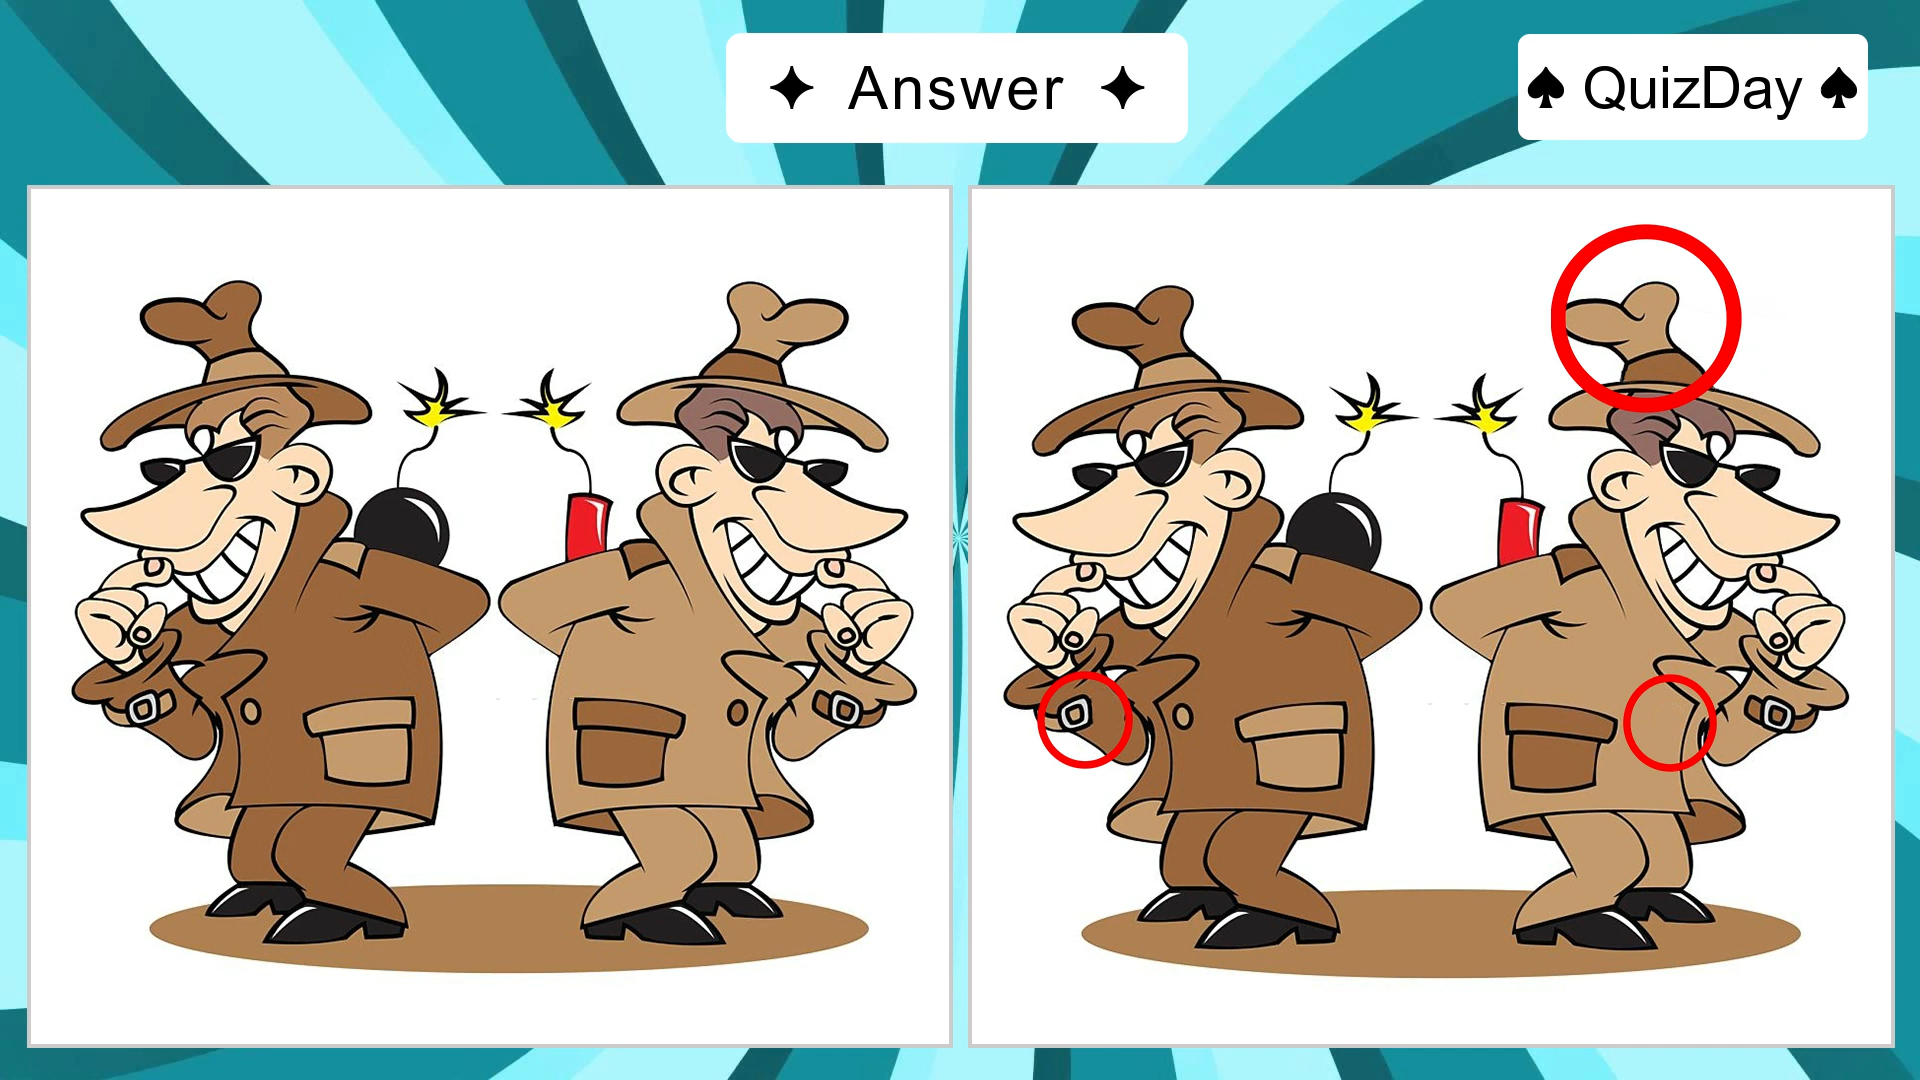 ✦ Answer ✦
♠ QuizDay ♠